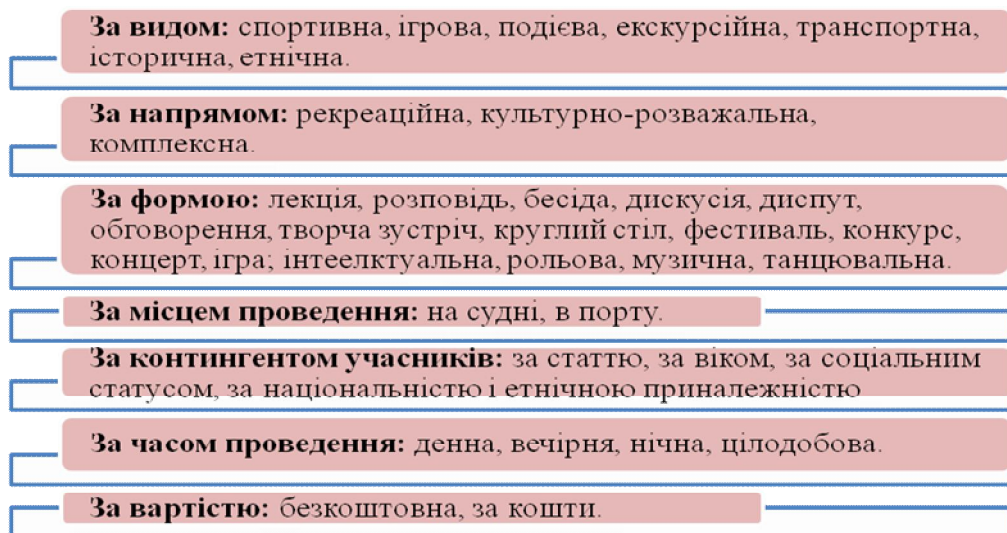 За видом: спортивна, ігрова, подієва, екскурсійна, транспортна,
історична, етнічна.
За напрямом: рекреаційна, культурно-розважальна,
комплексна.
За формою: лекція, розповідь, бесіда, дискусія, диспут,
обговорення, творча зустріч, круглий стіл, фестиваль, конкурс,
концерт, ігра; інтеелктуальна, рольова, музична, танцювальна.
За місцем проведення: на судні, в порту.
За контингентом учасників: за статтю, за віком, за соціальним
статусом, за національністю і етнічною приналежністю
За часом проведення: денна, вечірня, нічна, цілодобова.
За вартістю: безкоштовна, за кошти.